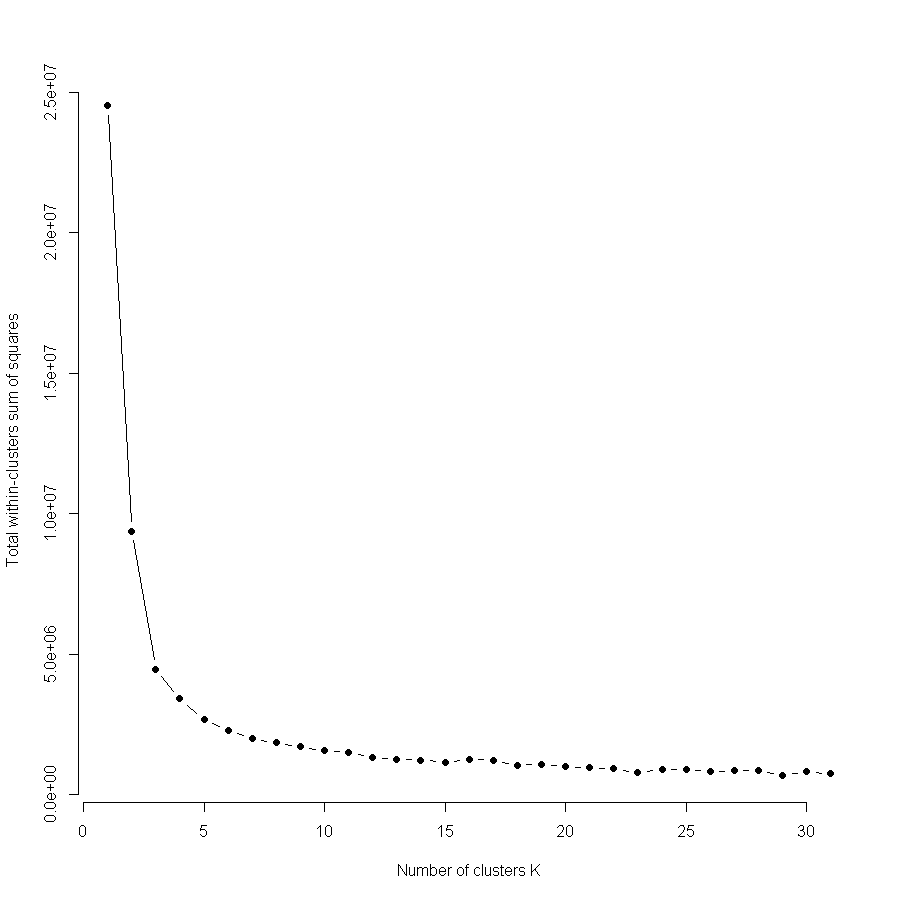 Total within-clusters sum of squares
2.5e+07
2.0e+07
1.5e+07
1.0e+07
5.0e+06
0.0e+00
0 5 10 15 20 25 30
Number of clusters K